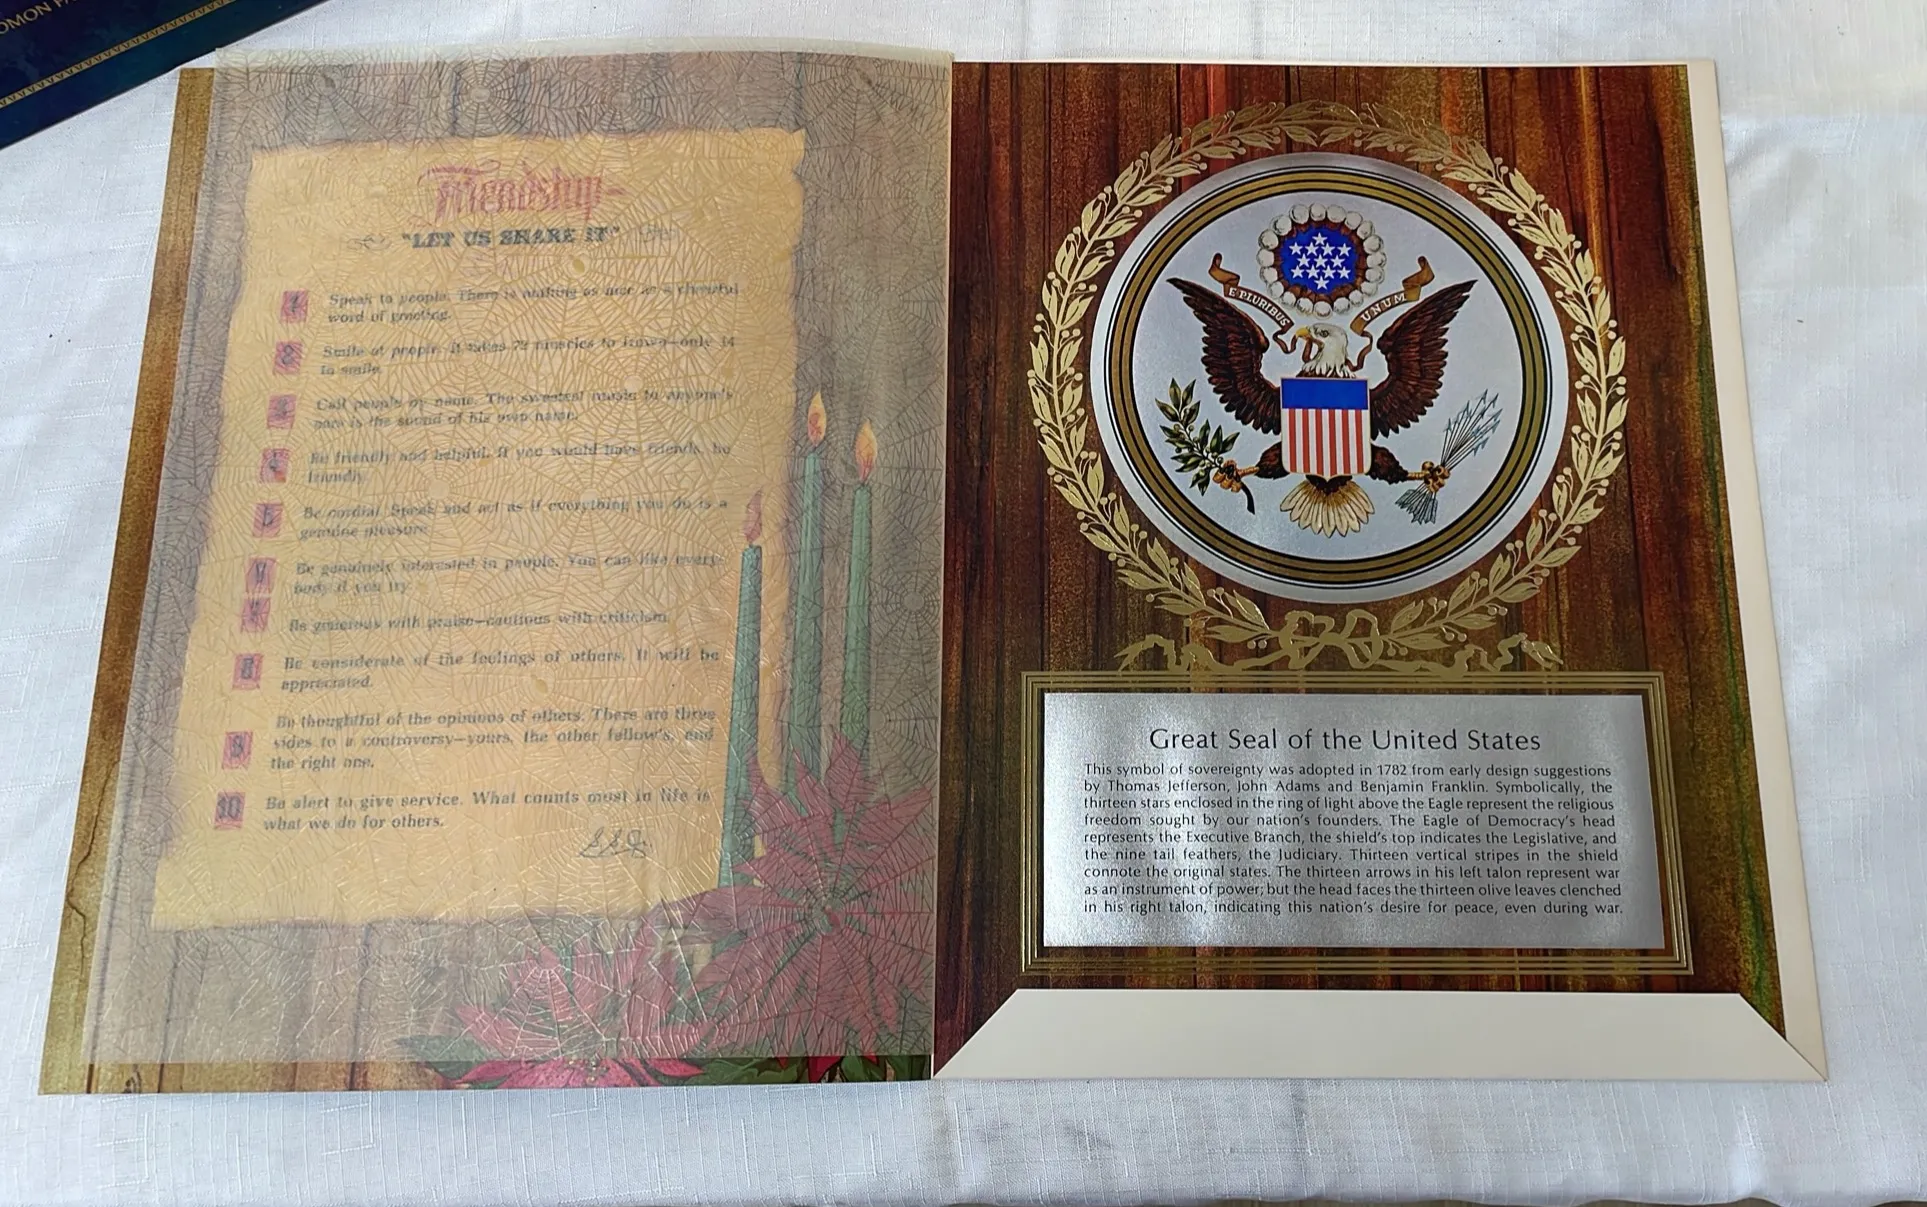 OMON PA
Friendship
"LET US SHARE IT"
1 Speak to people. There is nothing as nice as a cheerful
word of greeting.
2 Smile at people. It takes 72 muscles to frown—only 14
to smile.
3 Call people by name. The sweetest music to anyone's
ears is the sound of his own name.
4 Be friendly and helpful. If you would have friends, be
friendly.
5 Be cordial. Speak and act as if everything you do is a
genuine pleasure.
6 Be genuinely interested in people. You can like every-
body if you try.
7 Be generous with praise—cautious with criticism.
8 Be considerate of the feelings of others. It will be
appreciated.
9 Be thoughtful of the opinions of others. There are three
sides to a controversy—yours, the other fellow's, and
the right one.
10 Be alert to give service. What counts most in life is
what we do for others.
E PLURIBUS UNUM
Great Seal of the United States
This symbol of sovereignty was adopted in 1782 from early design suggestions
by Thomas Jefferson, John Adams and Benjamin Franklin. Symbolically, the
thirteen stars enclosed in the ring of light above the Eagle represent the religious
freedom sought by our nation's founders. The Eagle of Democracy's head
represents the Executive Branch, the shield's top indicates the Legislative, and
the nine tail feathers, the Judiciary. Thirteen vertical stripes in the shield
connote the original states. The thirteen arrows in his left talon represent war
as an instrument of power; but the head faces the thirteen olive leaves clenched
in his right talon, indicating this nation's desire for peace, even during war.